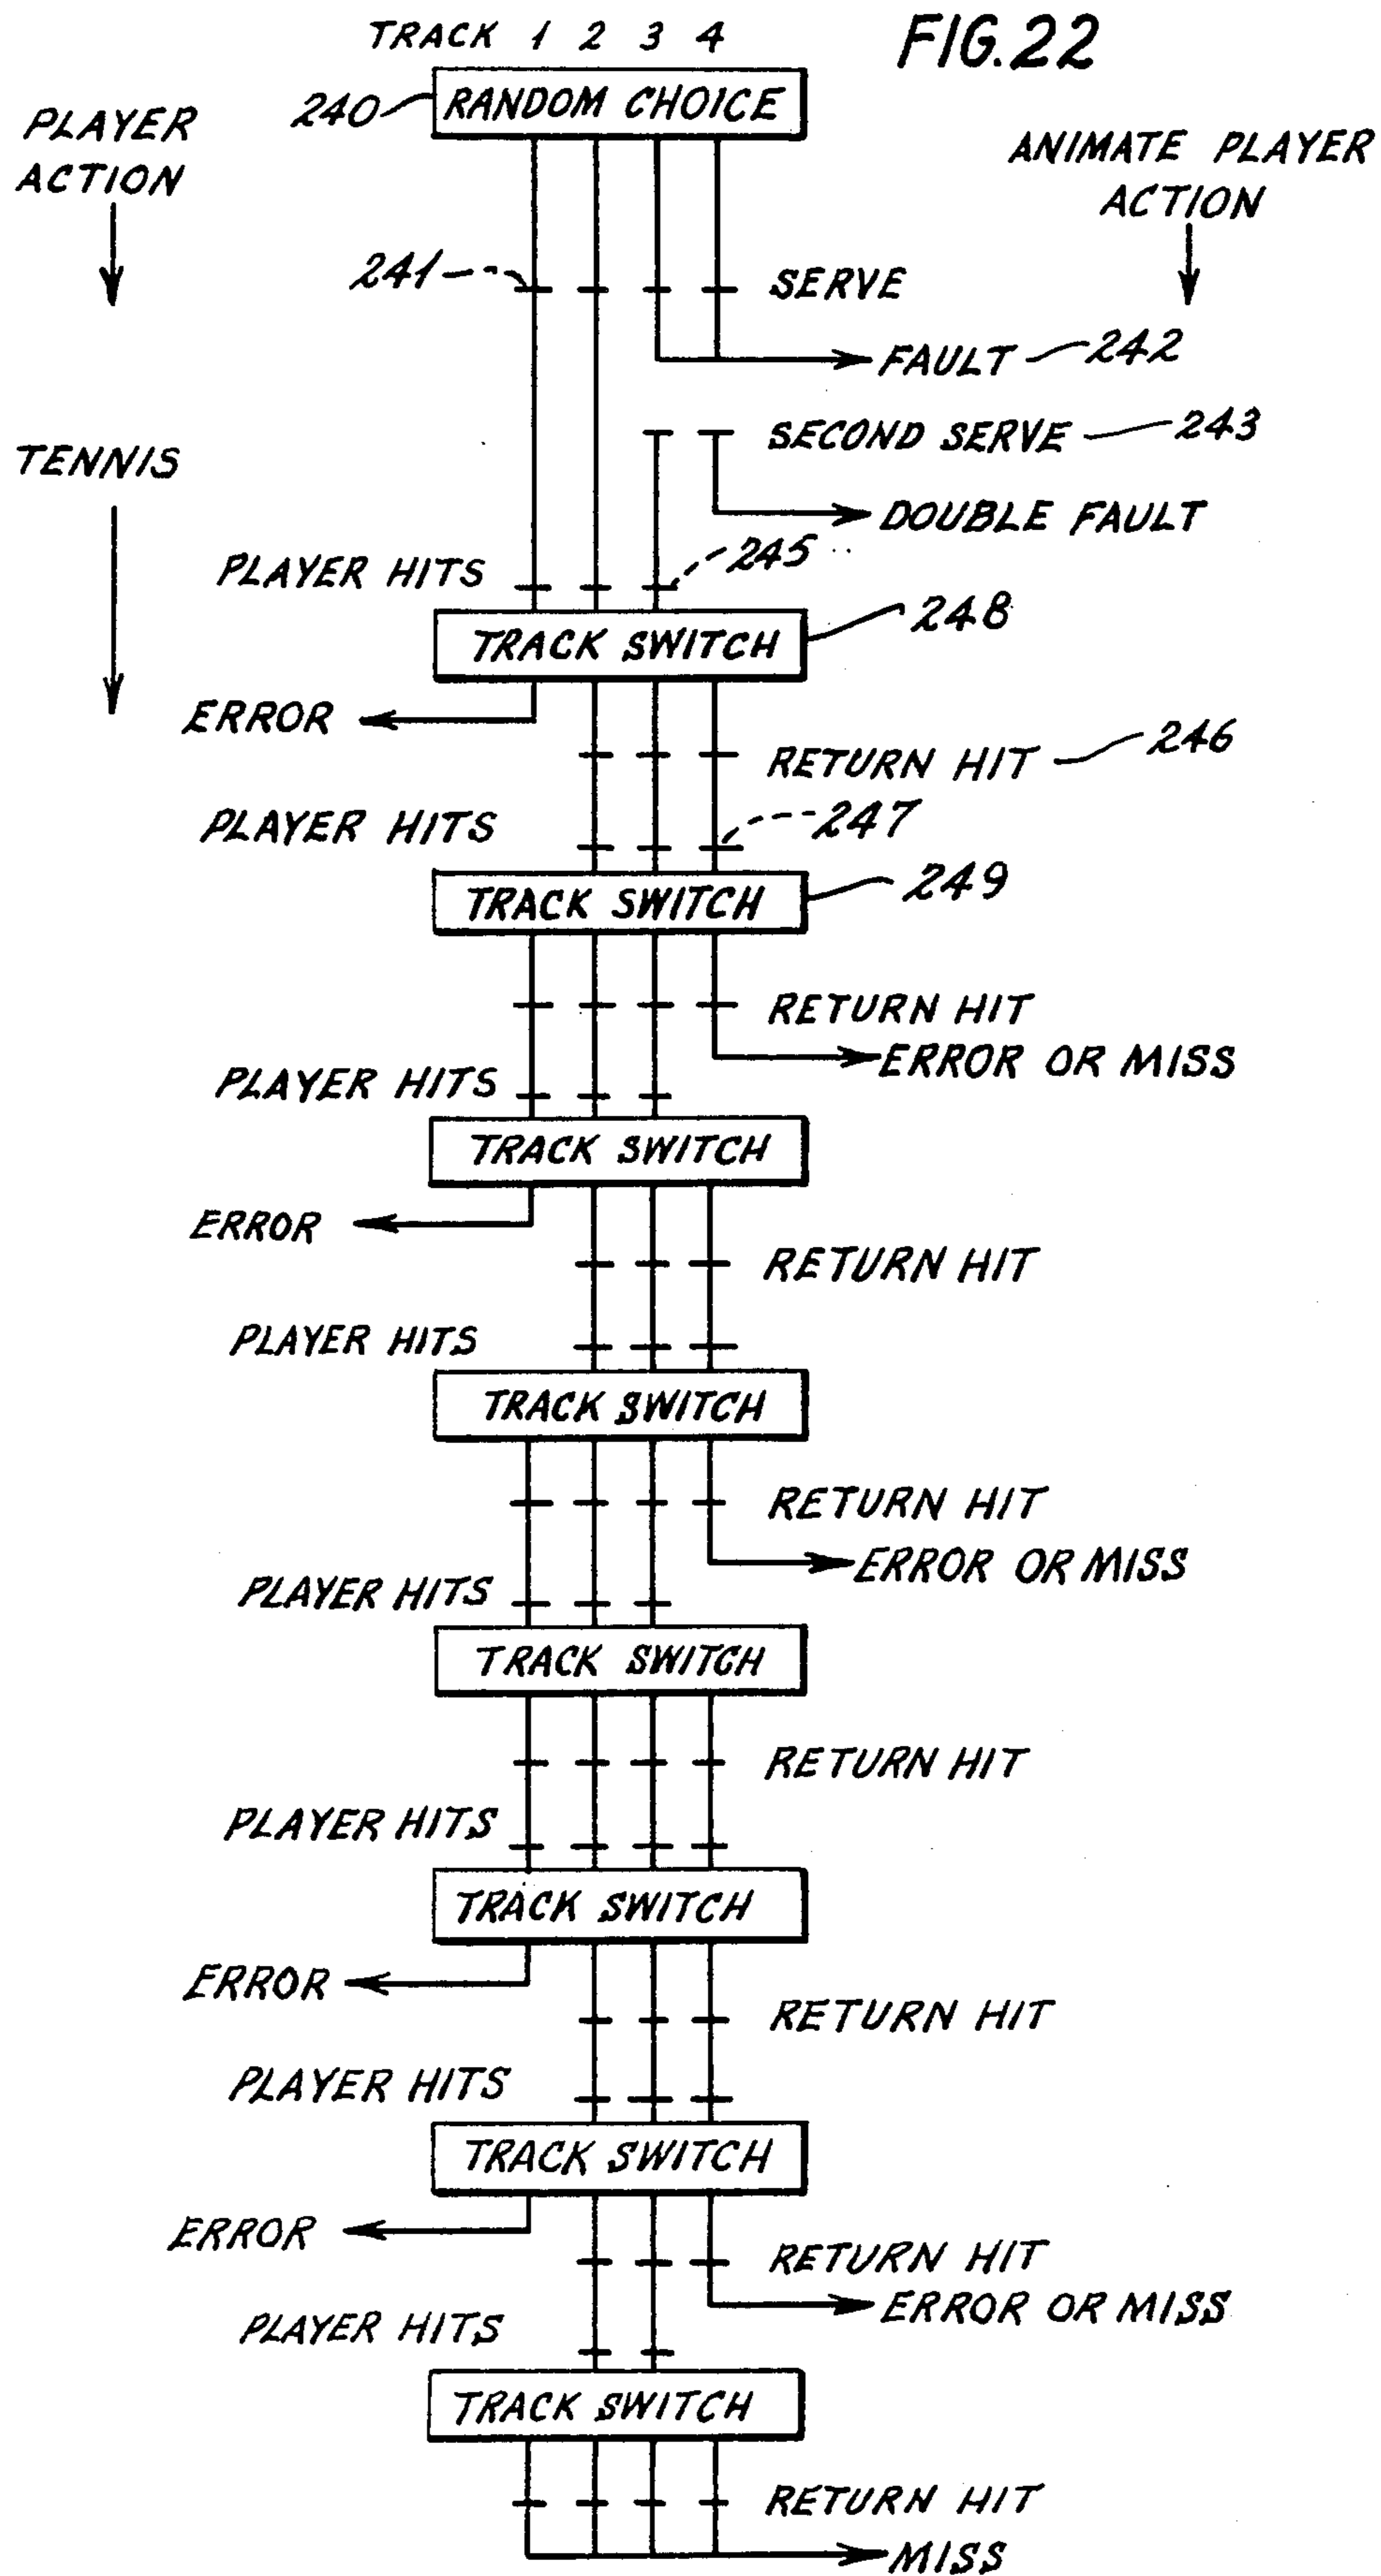 TRACK 1 2 3 4
FIG. 22
240 RANDOM CHOICE
PLAYER ACTION
ANIMATE PLAYER ACTION
241
SERVE
FAULT 242
SECOND SERVE 243
TENNIS
DOUBLE FAULT
PLAYER HITS
245
TRACK SWITCH 248
ERROR
RETURN HIT 246
PLAYER HITS
247
TRACK SWITCH 249
RETURN HIT
ERROR OR MISS
PLAYER HITS
TRACK SWITCH
ERROR
RETURN HIT
PLAYER HITS
TRACK SWITCH
RETURN HIT
ERROR OR MISS
PLAYER HITS
TRACK SWITCH
RETURN HIT
PLAYER HITS
TRACK SWITCH
ERROR
RETURN HIT
PLAYER HITS
TRACK SWITCH
ERROR
RETURN HIT
ERROR OR MISS
PLAYER HITS
TRACK SWITCH
RETURN HIT
MISS